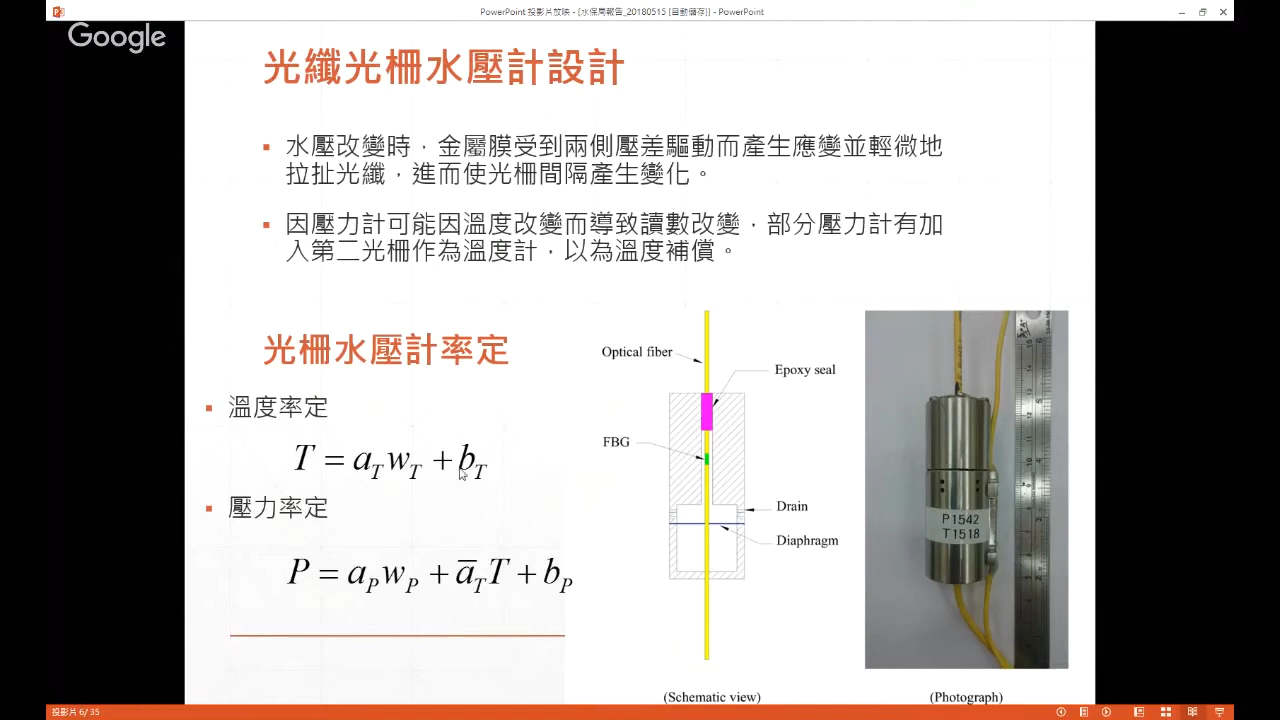 PowerPoint 投影片放映 - [水保局報告_20180515 [自動儲存]] - PowerPoint
Google
光纖光柵水壓計設計
▪ 水壓改變時，金屬膜受到兩側壓差驅動而產生應變並輕微地
拉扯光纖，進而使光柵間隔產生變化。
▪ 因壓力計可能因溫度改變而導致讀數改變，部分壓力計有加
入第二光柵作為溫度計，以為溫度補償。
光柵水壓計率定
▪ 溫度率定
T = a_T w_T + b_T
▪ 壓力率定
P = a_P w_P + a̅_T T + b_P
Optical fiber
Epoxy seal
FBG
Drain
Diaphragm
(Schematic view)
P1542
T1518
(Photograph)
投影片 6/ 35